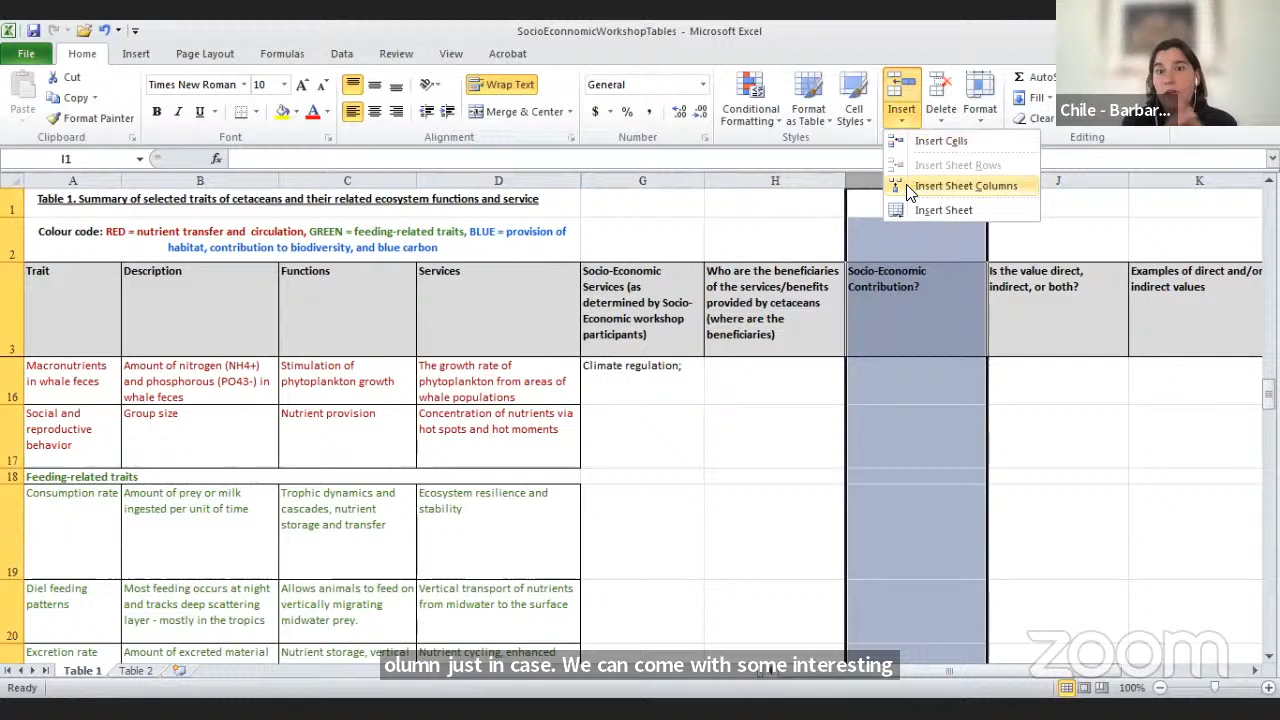 SocioEconnomicWorkshopTables - Microsoft Excel
File Home Insert Page Layout Formulas Data Review View Acrobat
Paste
Cut
Copy
Format Painter
Clipboard
Times New Roman 10
B I U
Font
Wrap Text
Merge & Center
Alignment
General
$ % ,
Number
Conditional Formatting
Format as Table
Cell Styles
Styles
Insert
Delete
Format
Fill
Editing
Chile - Barbar...
Insert Cells
Insert Sheet Rows
Insert Sheet Columns
Insert Sheet
I1
fx
A B C D G H J K
1
Table 1. Summary of selected traits of cetaceans and their related ecosystem functions and service
2
Colour code: RED = nutrient transfer and circulation, GREEN = feeding-related traits, BLUE = provision of
habitat, contribution to biodiversity, and blue carbon
3
Trait
Description
Functions
Services
Socio-Economic
Services (as
determined by Socio-
Economic workshop
participants)
Who are the beneficiaries
of the services/benefits
provided by cetaceans
(where are the
beneficiaries)
Socio-Economic
Contribution?
Is the value direct,
indirect, or both?
Examples of direct and/or
indirect values
16
Macronutrients
in whale feces
Amount of nitrogen (NH4+)
and phosphorous (PO43-) in
whale feces
Stimulation of
phytoplankton growth
The growth rate of
phytoplankton from areas of
whale populations
Climate regulation;
17
Social and
reproductive
behavior
Group size
Nutrient provision
Concentration of nutrients via
hot spots and hot moments
18
Feeding-related traits
19
Consumption rate
Amount of prey or milk
ingested per unit of time
Trophic dynamics and
cascades, nutrient
storage and transfer
Ecosystem resilience and
stability
20
Diel feeding
patterns
Most feeding occurs at night
and tracks deep scattering
layer - mostly in the tropics
Allows animals to feed on
vertically migrating
midwater prey.
Vertical transport of nutrients
from midwater to the surface
Excretion rate
Amount of excreted material
Nutrient storage, vertical
Nutrient cycling, enhanced
olumn just in case. We can come with some interesting
zoom
Table 1 Table 2
Ready
100%